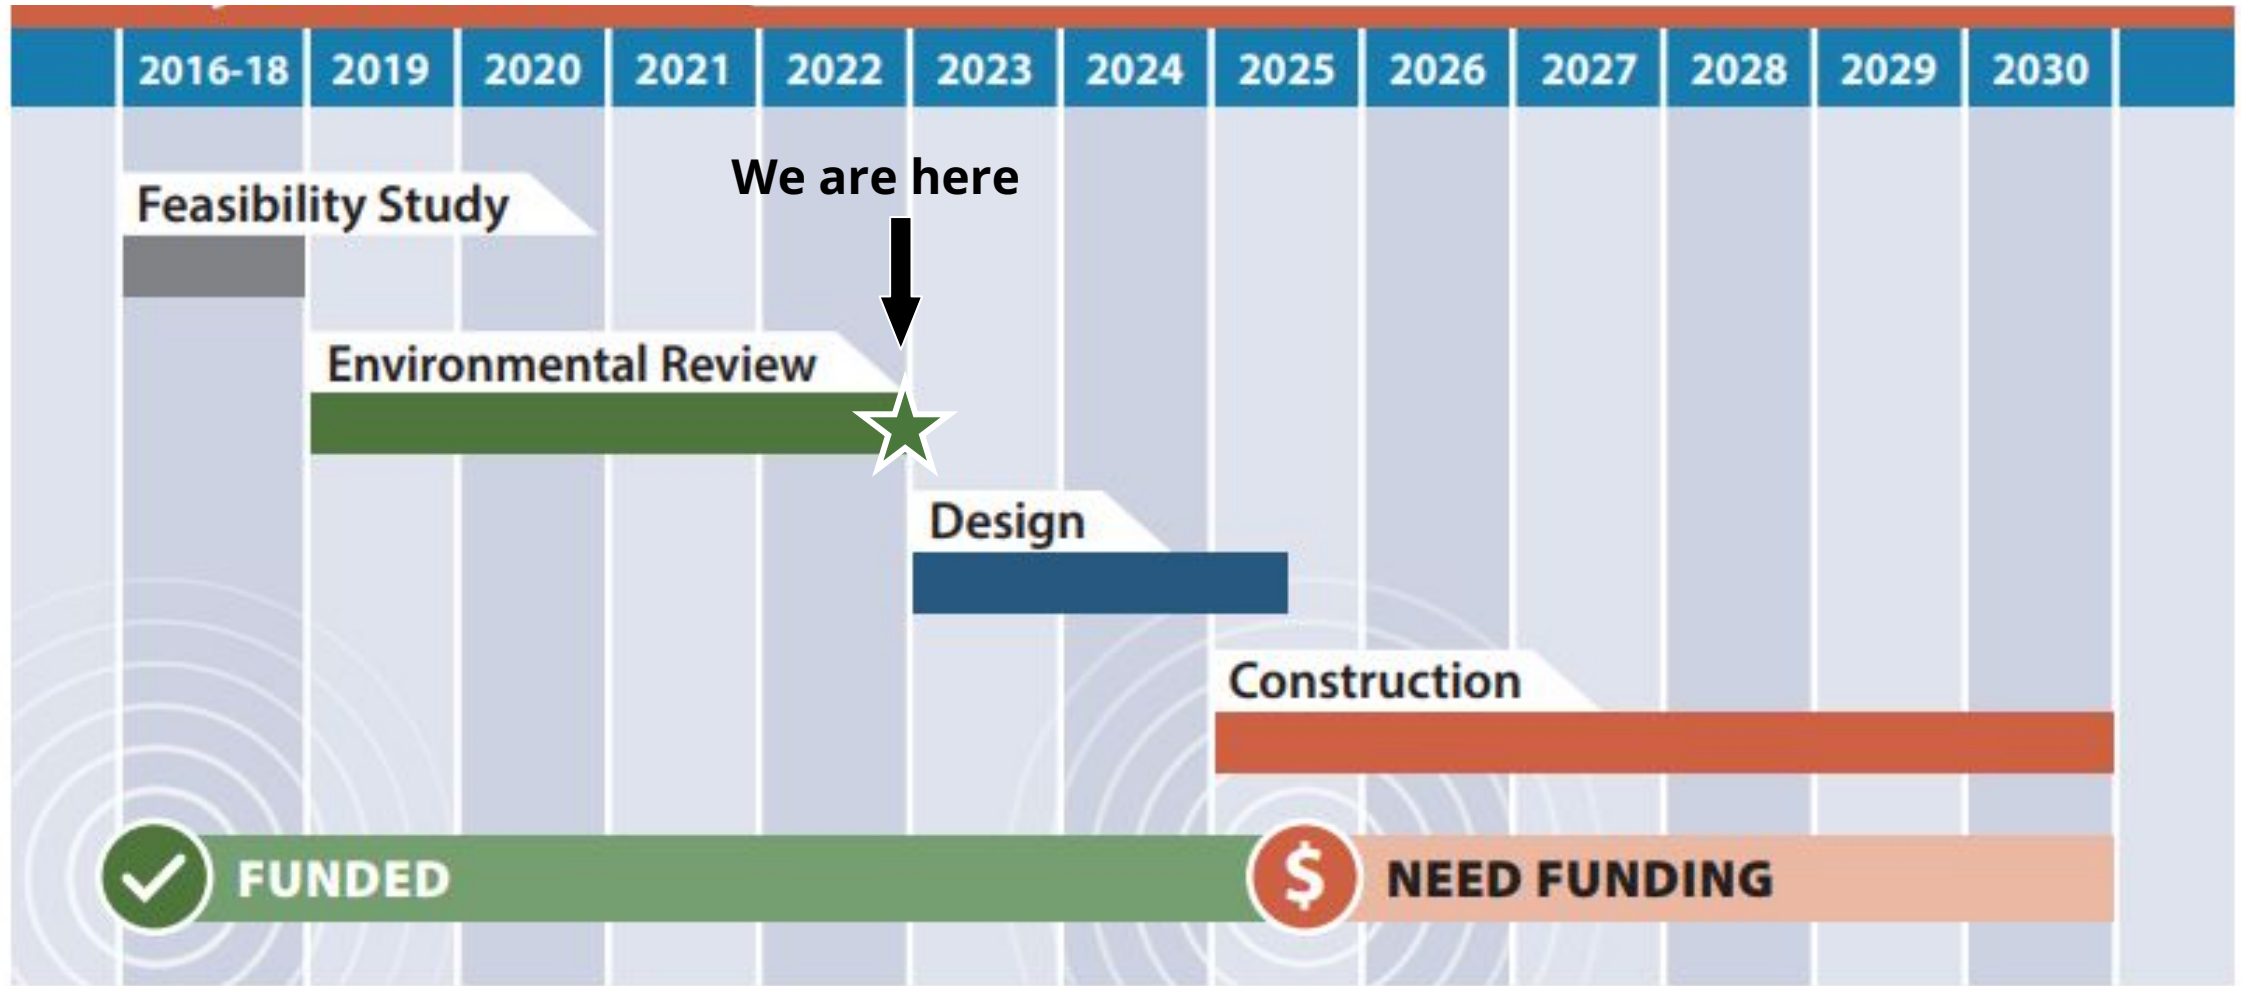 2016-18 2019 2020 2021 2022 2023 2024 2025 2026 2027 2028 2029 2030
We are here
Feasibility Study
Environmental Review
Design
Construction
FUNDED $ NEED FUNDING